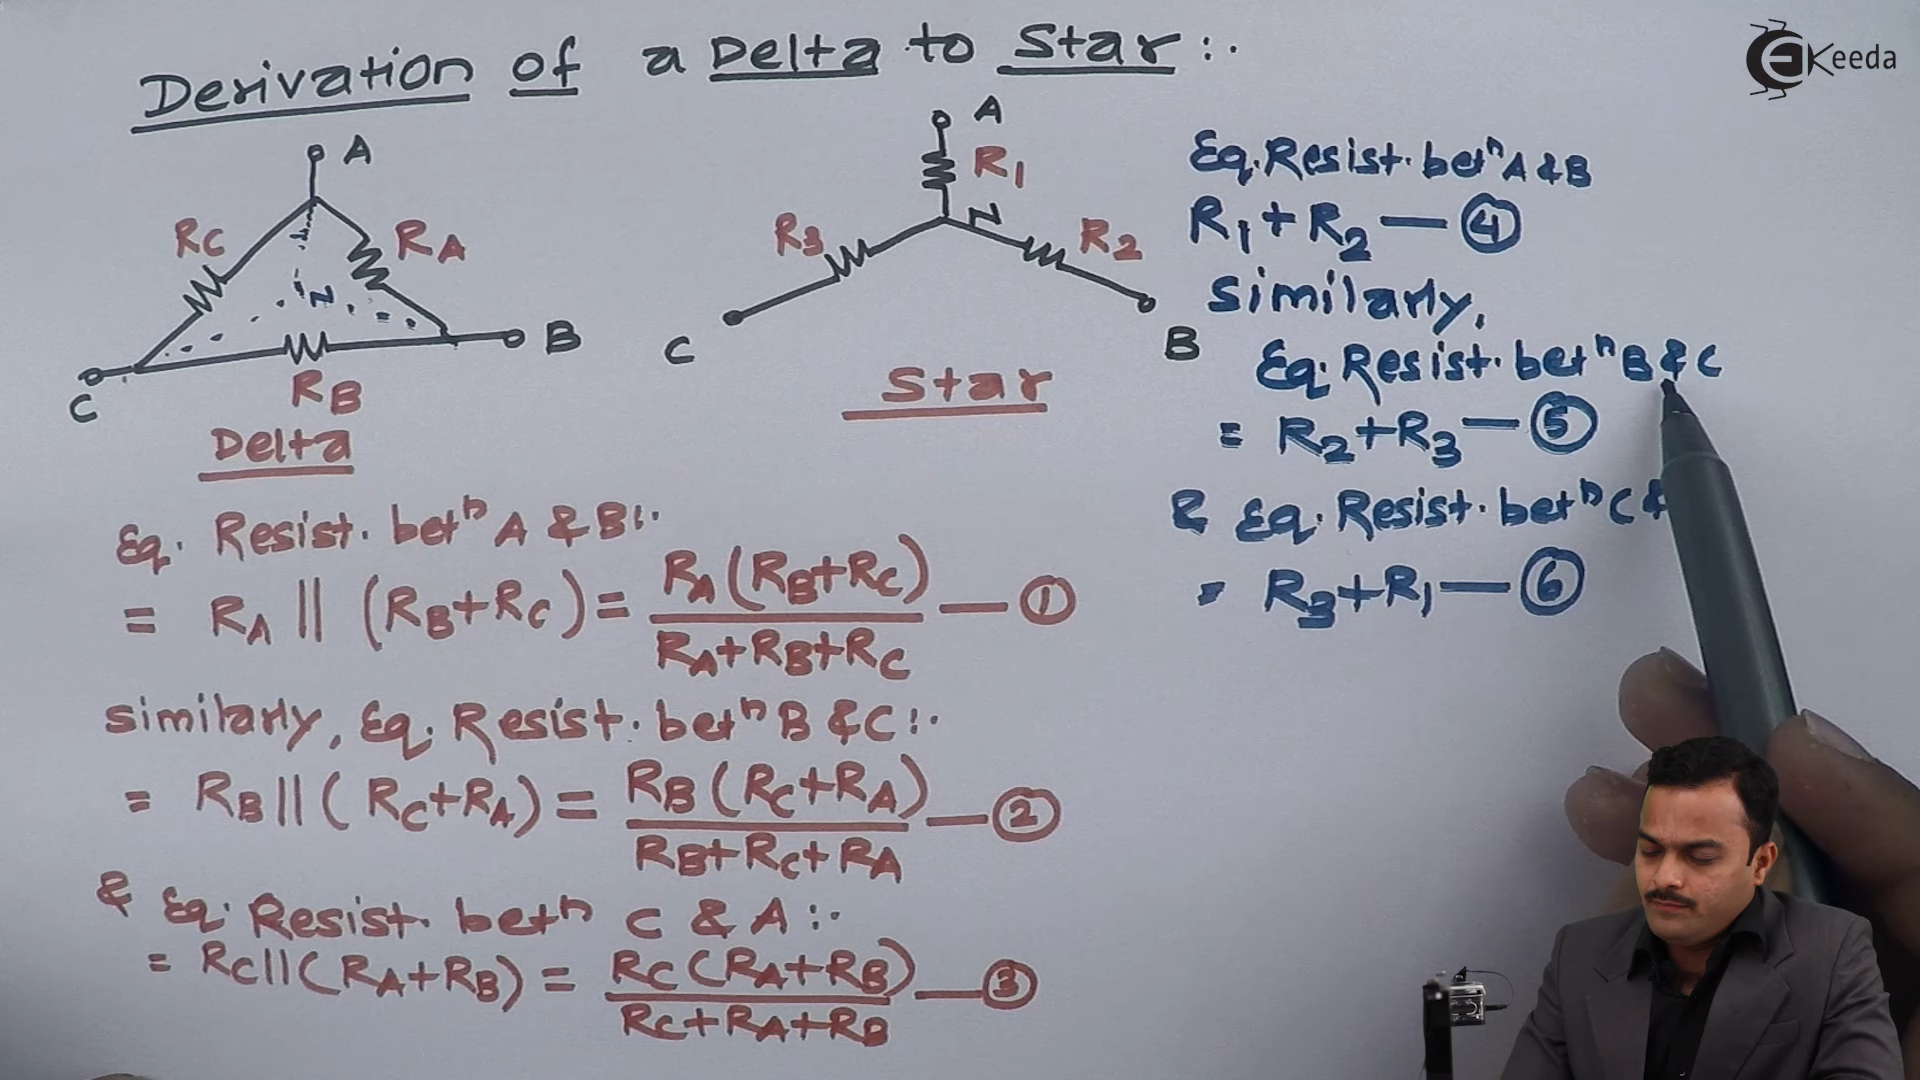 Derivation of a Delta to Star:.
EKeeda
A
RC
RA
N
B
C
RB
Delta
A
R1
N
R3
R2
C
B
Star
Eq. Resist. betⁿ A & B:.
= RA || (RB+RC) = RA (RB+RC) / RA+RB+RC — ①
similarly, Eq. Resist. betⁿ B & C:.
= RB || (RC+RA) = RB (RC+RA) / RB+RC+RA — ②
& Eq. Resist. betⁿ C & A:.
= RC || (RA+RB) = RC (RA+RB) / RC+RA+RB — ③
Eq. Resist. betⁿ A & B
R1 + R2 — ④
Similarly,
Eq. Resist. betⁿ B & C
= R2+R3 — ⑤
& Eq. Resist. betⁿ C &
= R3+R1 — ⑥